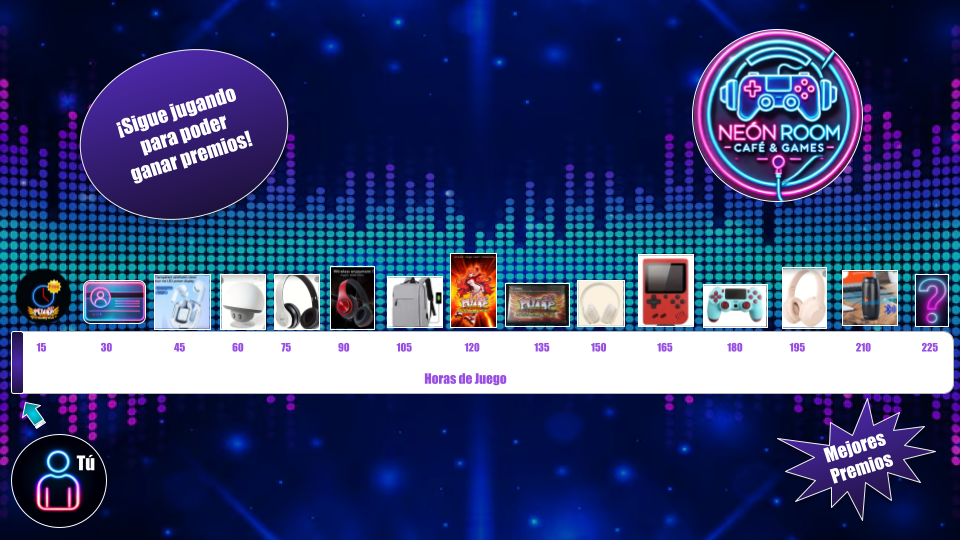 ¡Sigue jugando
para poder
ganar premios!
NEÓN ROOM
CAFÉ & GAMES
15 30 45 60 75 90 105 120 135 150 165 180 195 210 225
Horas de Juego
Tú
Mejores
Premios